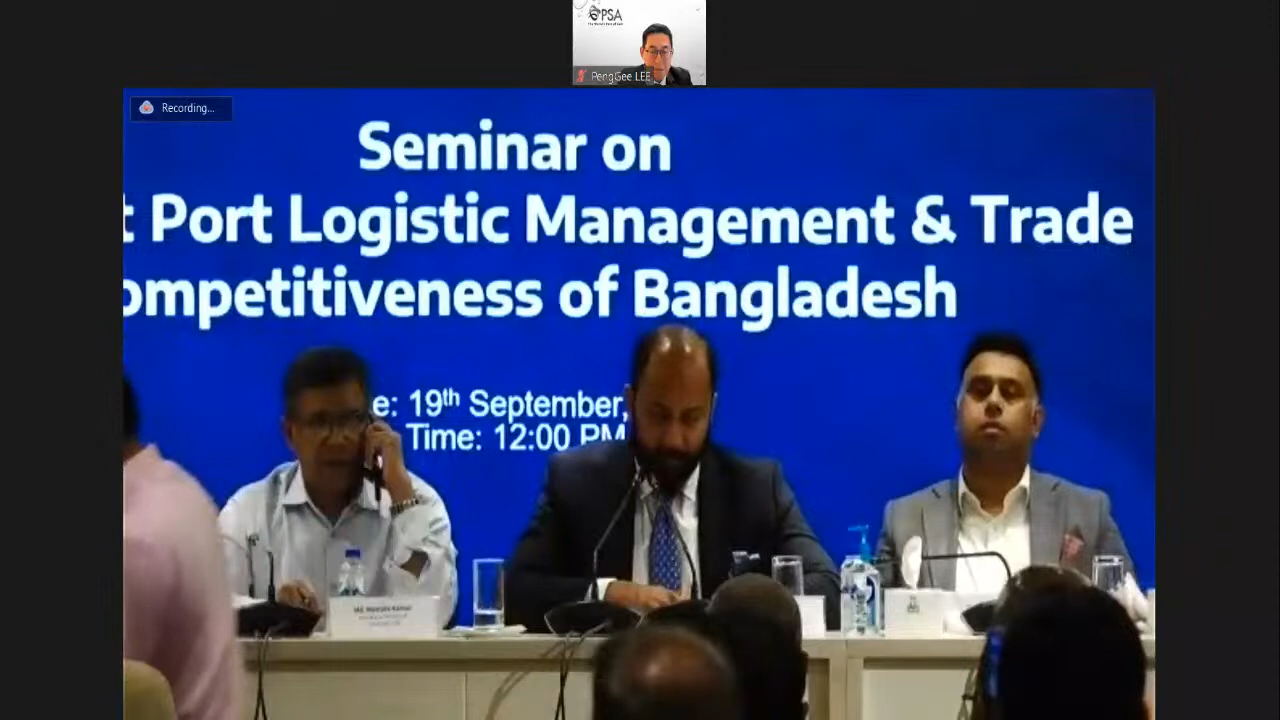 PSA
PengGee LEE
Recording...
Seminar on
t Port Logistic Management & Trade
ompetitiveness of Bangladesh
e: 19th September,
Time: 12:00 PM